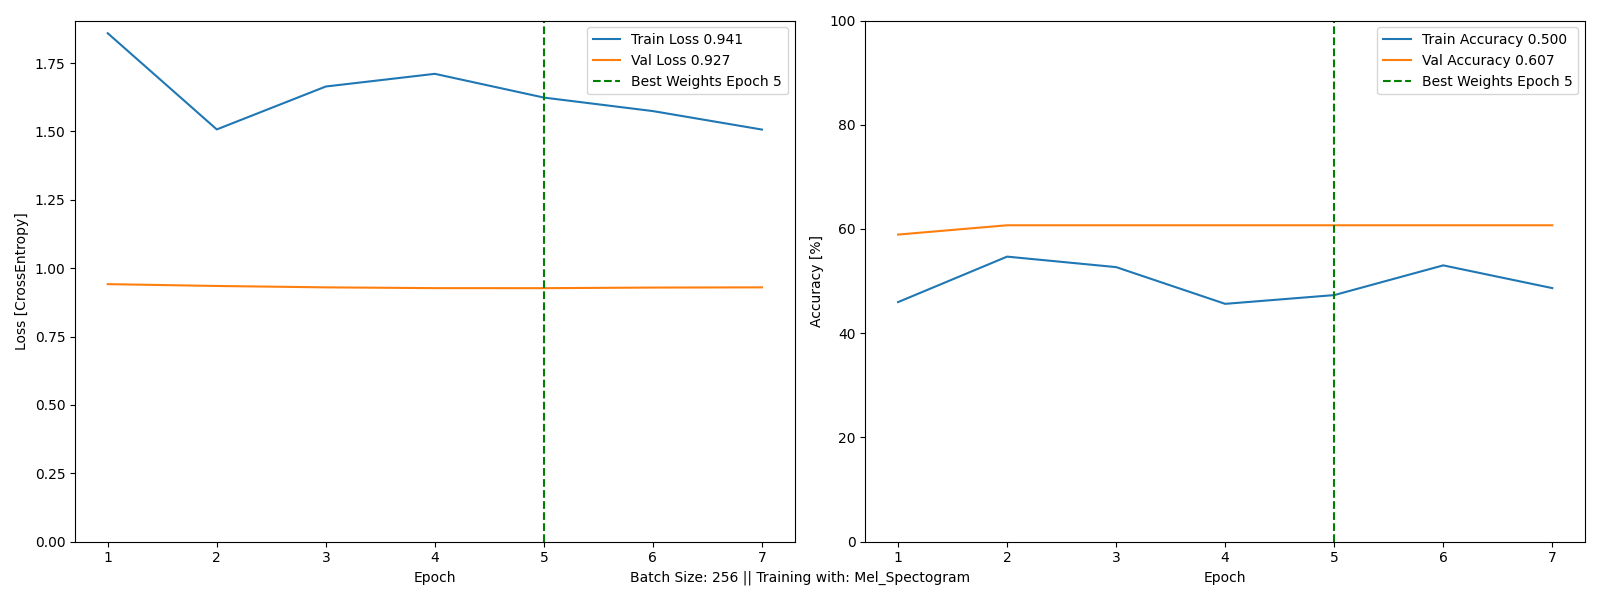 Train Loss 0.941
Val Loss 0.927
Best Weights Epoch 5
1.75
1.50
1.25
1.00
0.75
0.50
0.25
0.00
Loss [CrossEntropy]
1 2 3 4 5 6 7
Epoch
Train Accuracy 0.500
Val Accuracy 0.607
Best Weights Epoch 5
100
80
60
40
20
0
Accuracy [%]
1 2 3 4 5 6 7
Epoch
Batch Size: 256 || Training with: Mel_Spectogram